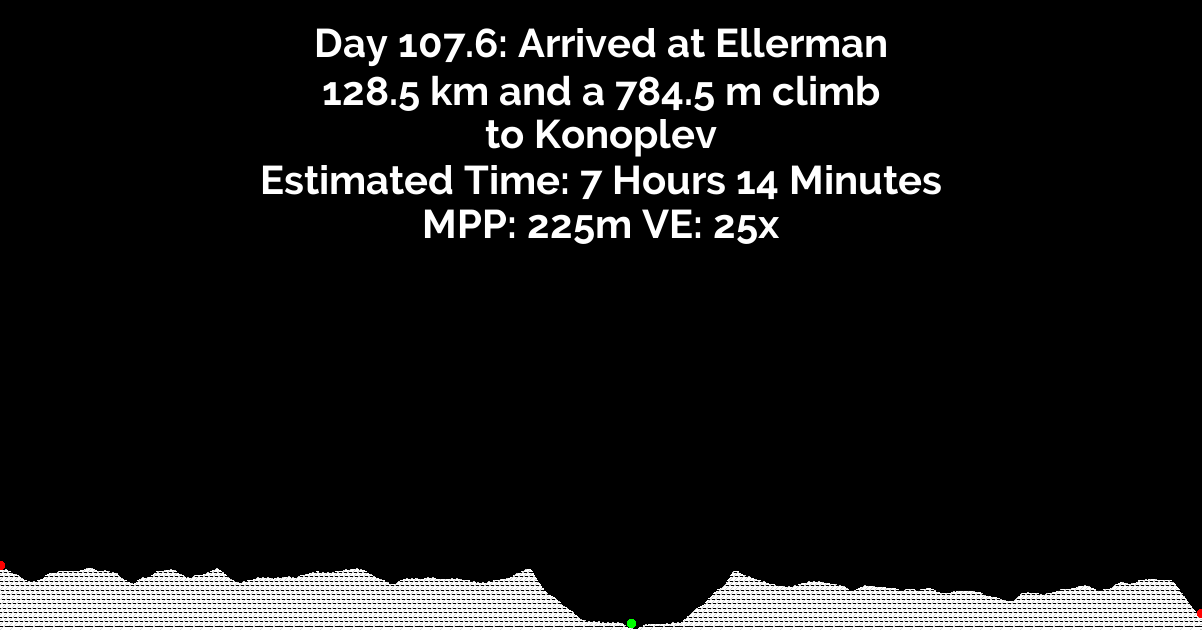 Day 107.6: Arrived at Ellerman
128.5 km and a 784.5 m climb
to Konoplev
Estimated Time: 7 Hours 14 Minutes
MPP: 225m VE: 25x